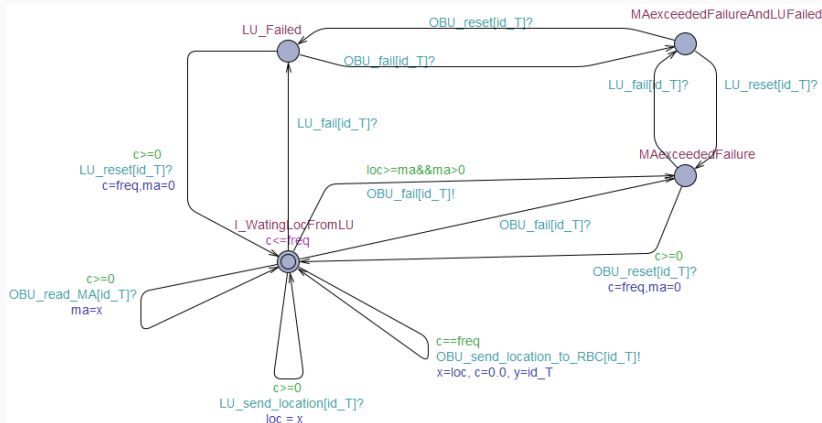 MAexceededFailureAndLUFailed
OBU_reset[id_T]?
LU_Failed
OBU_fail[id_T]?
LU_fail[id_T]?
LU_reset[id_T]?
LU_fail[id_T]?
c>=0
LU_reset[id_T]?
c=freq,ma=0
MAexceededFailure
loc>=ma&&ma>0
OBU_fail[id_T]!
I_WatingLocFromLU
c<=freq
OBU_fail[id_T]?
c>=0
OBU_reset[id_T]?
c=freq,ma=0
c>=0
OBU_read_MA[id_T]?
ma=x
c==freq
OBU_send_location_to_RBC[id_T]!
x=loc, c=0.0, y=id_T
c>=0
LU_send_location[id_T]?
loc = x